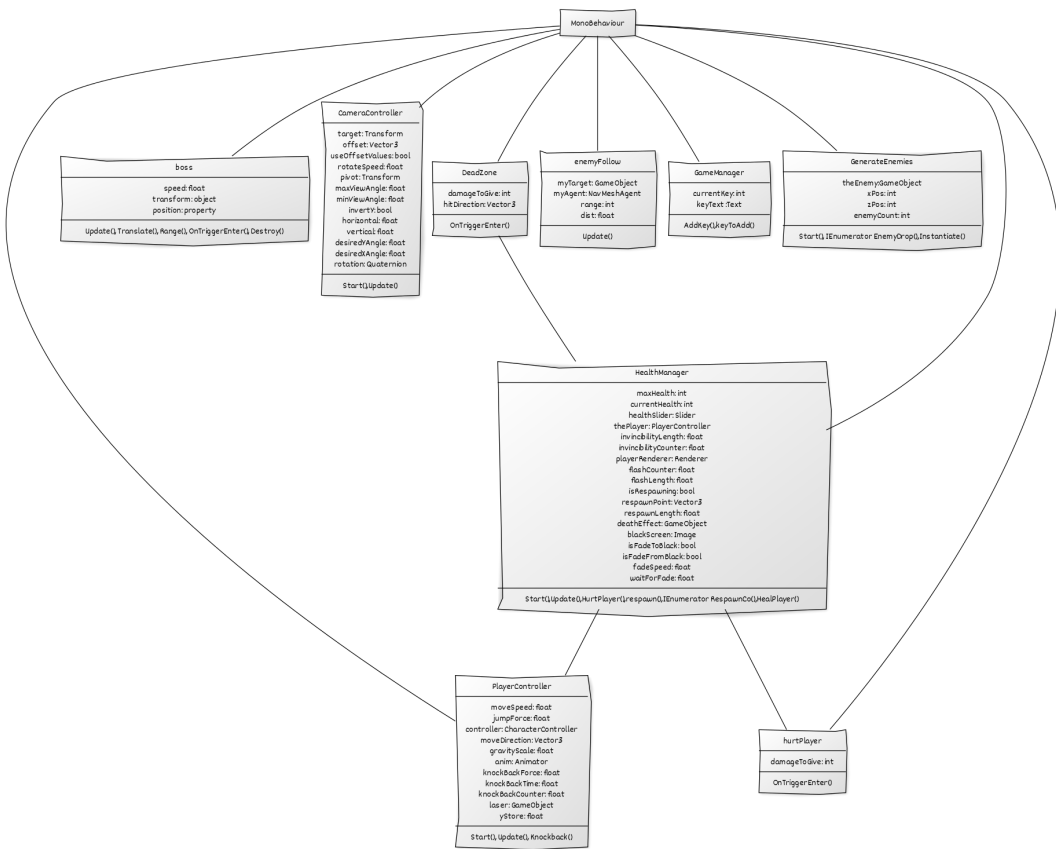 MonoBehaviour
boss
speed: float
transform: object
position: property
Update(), Translate(), Range(), OnTriggerEnter(), Destroy()
CameraController
target: Transform
offset: Vector3
useOffsetValues: bool
rotateSpeed: float
pivot: Transform
maxViewAngle: float
minViewAngle: float
invertY: bool
horizontal: float
vertical: float
desiredYAngle: float
desiredXAngle: float
rotation: Quaternion
Start(),Update()
DeadZone
damageToGive: int
hitDirection: Vector3
OnTriggerEnter()
enemyFollow
myTarget: GameObject
myAgent: NavMeshAgent
range: int
dist: float
Update()
GameManager
currentKey: int
keyText :Text
AddKey(),keyToAdd()
GenerateEnemies
theEnemy:GameObject
xPos: int
zPos: int
enemyCount: int
Start(), IEnumerator EnemyDrop(),Instantiate()
HealthManager
maxHealth: int
currentHealth: int
healthSlider: Slider
thePlayer: PlayerController
invincibilityLength: float
invincibilityCounter: float
playerRenderer: Renderer
flashCounter: float
flashLength: float
isRespawning: bool
respawnPoint: Vector3
respawnLength: float
deathEffect: GameObject
blackScreen: Image
isFadeToBlack: bool
isFadeFromBlack: bool
fadeSpeed: float
waitForFade: float
Start(),Update(),HurtPlayer(),respawn(),IEnumerator RespawnCo(),HealPlayer()
PlayerController
moveSpeed: float
jumpForce: float
controller: CharacterController
moveDirection: Vector3
gravityScale: float
anim: Animator
knockBackForce: float
knockBackTime: float
knockBackCounter: float
laser: GameObject
yStore: float
Start(), Update(), Knockback()
hurtPlayer
damageToGive: int
OnTriggerEnter()